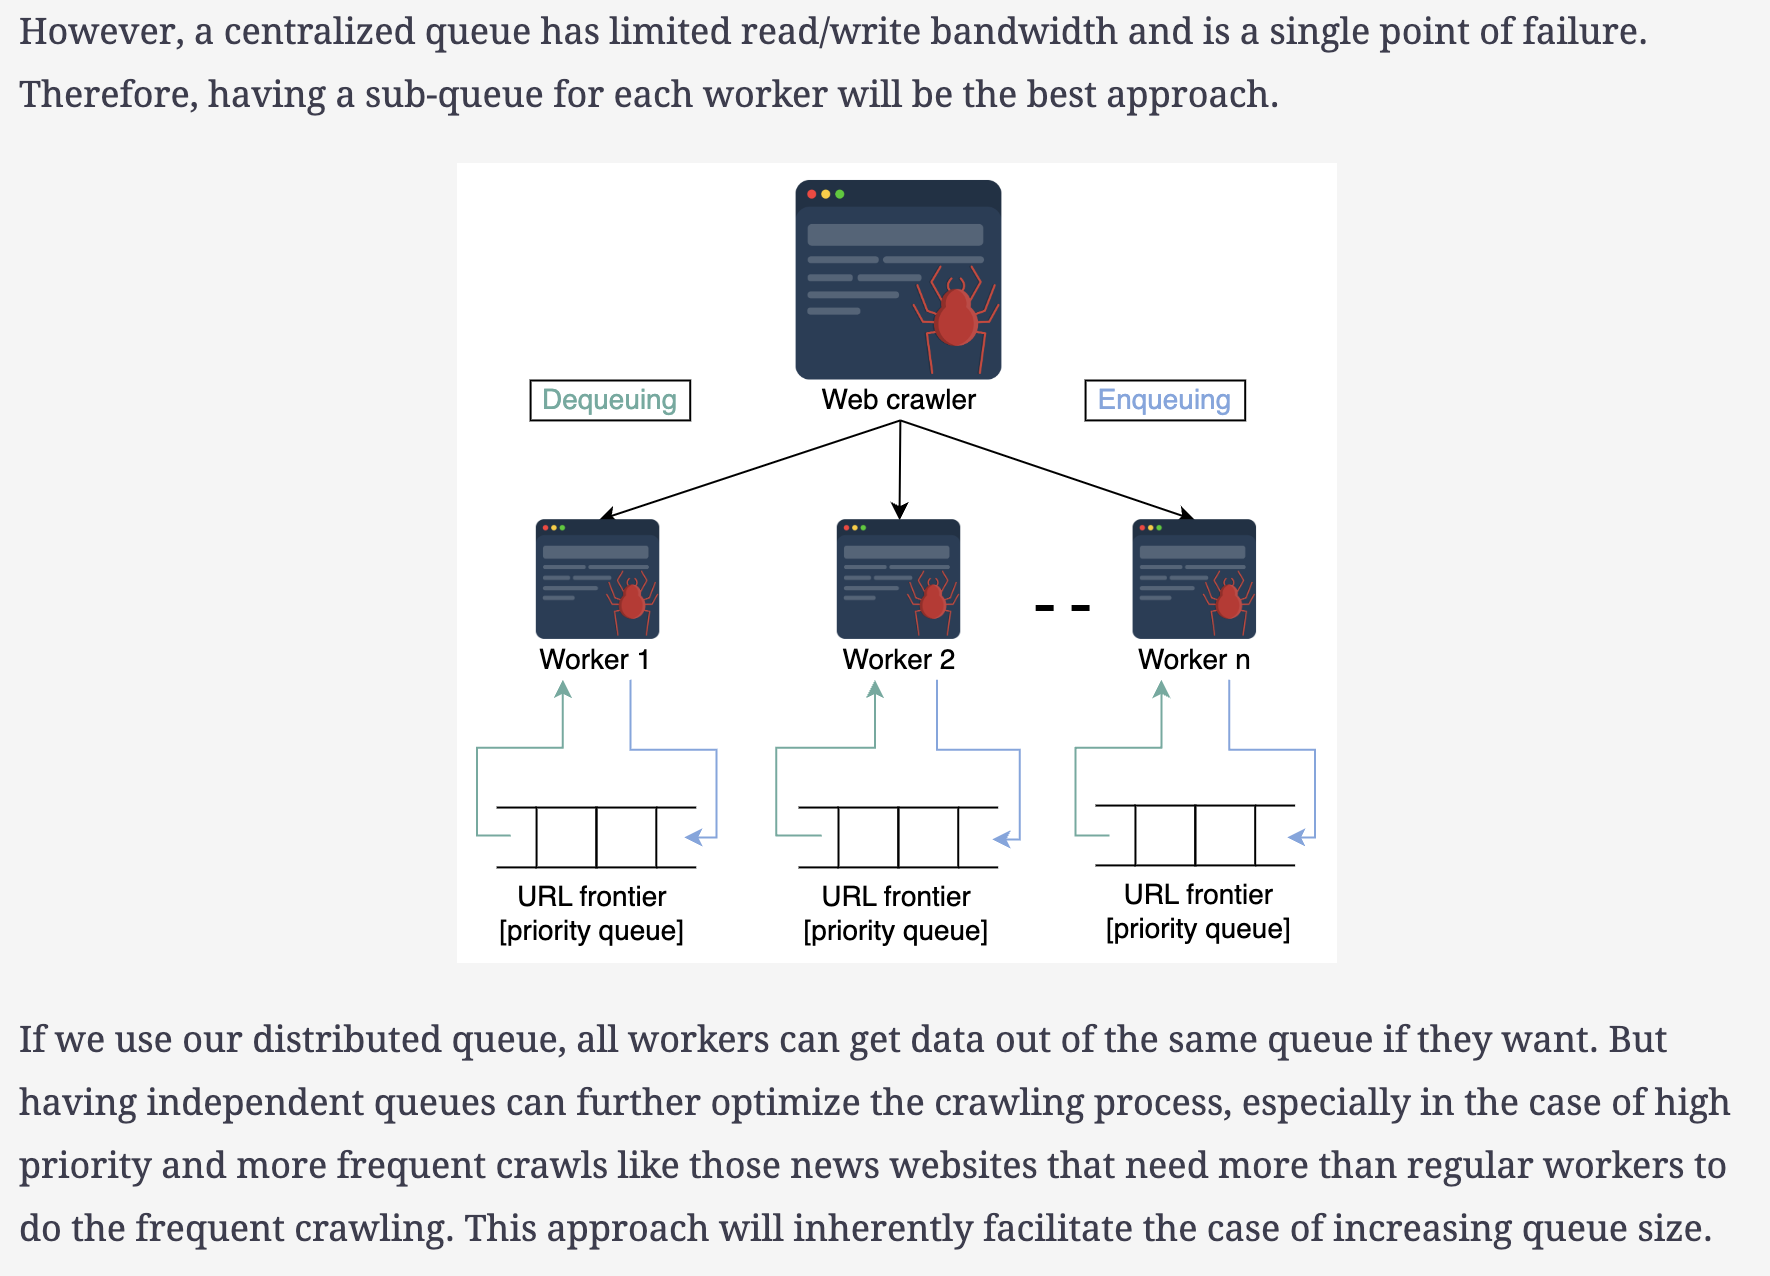 However, a centralized queue has limited read/write bandwidth and is a single point of failure.
Therefore, having a sub-queue for each worker will be the best approach.
Dequeuing
Web crawler
Enqueuing
Worker 1
Worker 2
Worker n
URL frontier
[priority queue]
URL frontier
[priority queue]
URL frontier
[priority queue]
If we use our distributed queue, all workers can get data out of the same queue if they want. But
having independent queues can further optimize the crawling process, especially in the case of high
priority and more frequent crawls like those news websites that need more than regular workers to
do the frequent crawling. This approach will inherently facilitate the case of increasing queue size.